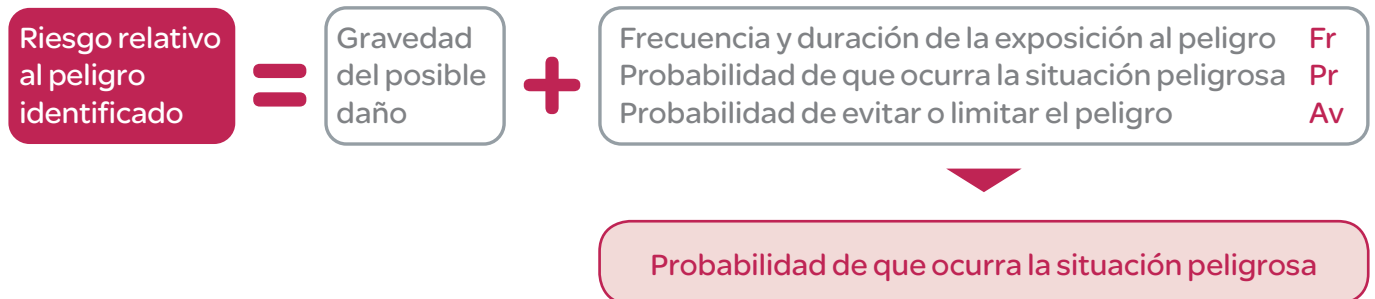 Riesgo relativo
al peligro
identificado
=
Gravedad
del posible
daño
+
Frecuencia y duración de la exposición al peligro Fr
Probabilidad de que ocurra la situación peligrosa Pr
Probabilidad de evitar o limitar el peligro Av
Probabilidad de que ocurra la situación peligrosa